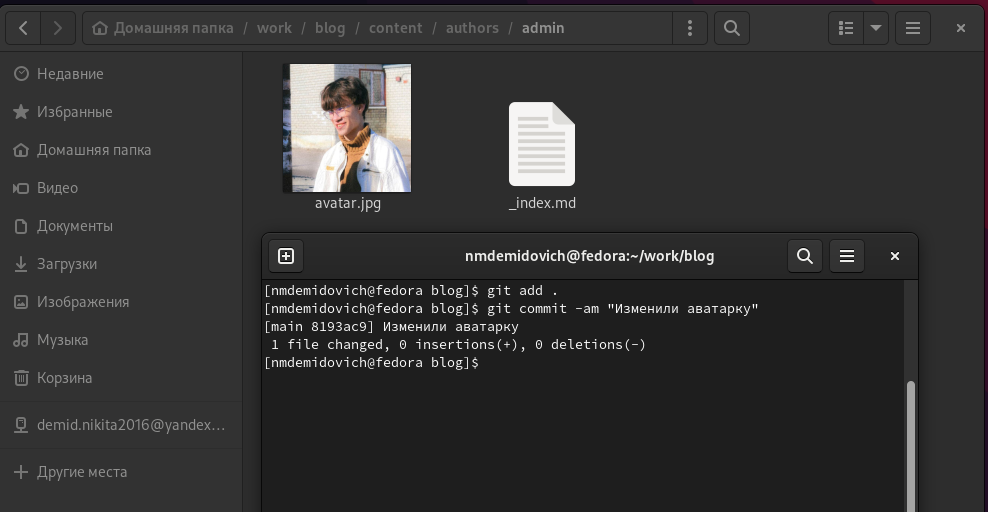 Домашняя папка / work / blog / content / authors / admin
Недавние
Избранные
Домашняя папка
Видео
Документы
Загрузки
Изображения
Музыка
Корзина
demid.nikita2016@yandex…
Другие места
avatar.jpg
_index.md
nmdemidovich@fedora:~/work/blog
[nmdemidovich@fedora blog]$ git add .
[nmdemidovich@fedora blog]$ git commit -am "Изменили аватарку"
[main 8193ac9] Изменили аватарку
1 file changed, 0 insertions(+), 0 deletions(-)
[nmdemidovich@fedora blog]$